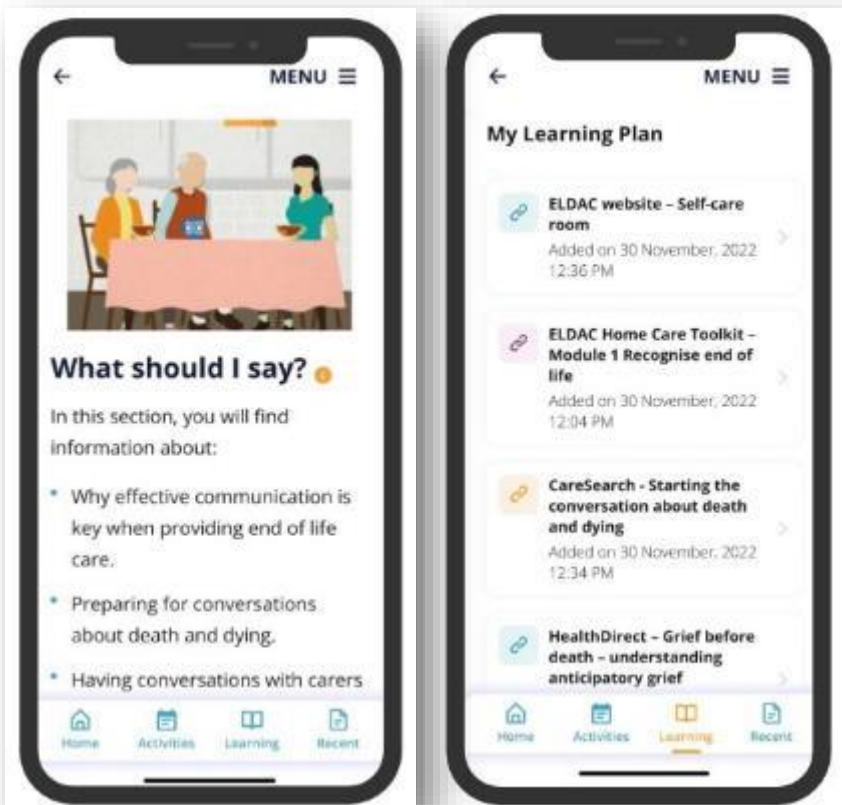 MENU
What should I say?
In this section, you will find
information about:
• Why effective communication is
key when providing end of life
care.
• Preparing for conversations
about death and dying.
• Having conversations with carers
Home Activities Learning Recent
MENU
My Learning Plan
ELDAC website – Self-care
room
Added on 30 November, 2022
12:36 PM
ELDAC Home Care Toolkit –
Module 1 Recognise end of
life
Added on 30 November, 2022
12:04 PM
CareSearch - Starting the
conversation about death
and dying
Added on 30 November, 2022
12:34 PM
HealthDirect – Grief before
death – understanding
anticipatory grief
Home Activities Learning Recent